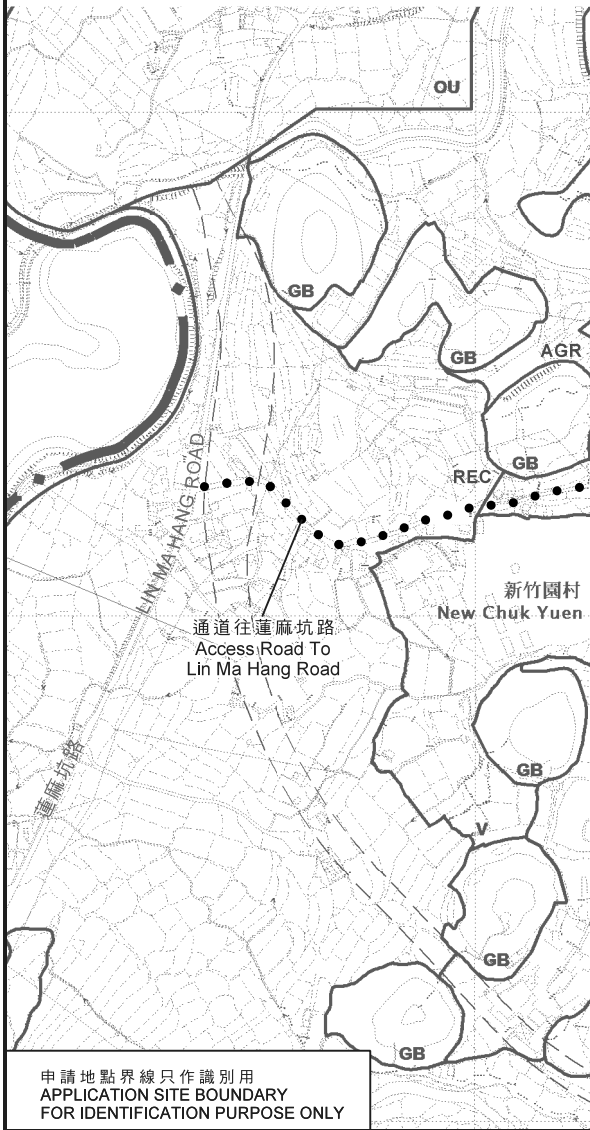 OU
GB
GB
AGR
GB
REC
LIN MA HANG ROAD
新竹園村
New Chuk Yuen
通道往蓮麻坑路
Access Road To
Lin Ma Hang Road
蓮麻坑路
GB
V
GB
GB
申請地點界線只作識別用
APPLICATION SITE BOUNDARY
FOR IDENTIFICATION PURPOSE ONLY